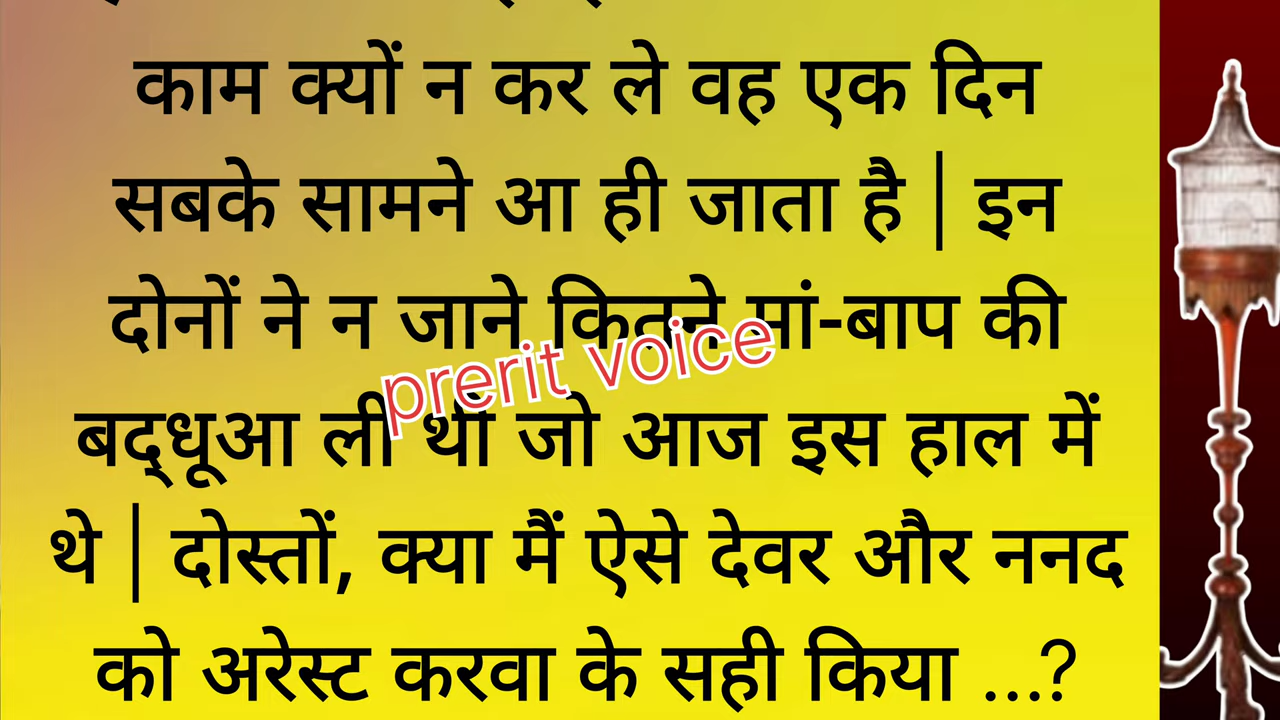 काम क्यों न कर ले वह एक दिन
सबके सामने आ ही जाता है | इन
दोनों ने न जाने कितने मां-बाप की
prerit voice
बद्धूआ ली थी जो आज इस हाल में
थे | दोस्तों, क्या मैं ऐसे देवर और ननद
को अरेस्ट करवा के सही किया ...?